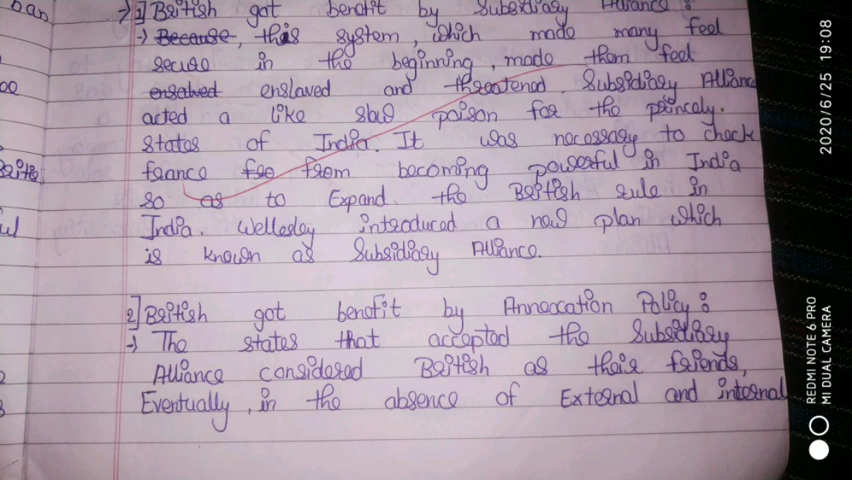 ban
→ 1] British got benefit by Subsidiary Alliance :
→ Because, this system, which made many feel
secure in the beginning, made them feel
ensalved enslaved and threatened. Subsidiary Alliance
acted a like slow poison for the princely.
states of India. It was necessary to check
france fee from becoming powerful in India
so as to Expand the British rule in
India. Wellesley introduced a new plan which
is known as Subsidiary Alliance.
2] British got benefit by Annexcation Policy :
→ The states that accepted the Subsidiary
Alliance considered British as their friends,
Eventually, in the absence of External and internal
2020/6/25 19:08
REDMI NOTE 6 PRO
MI DUAL CAMERA